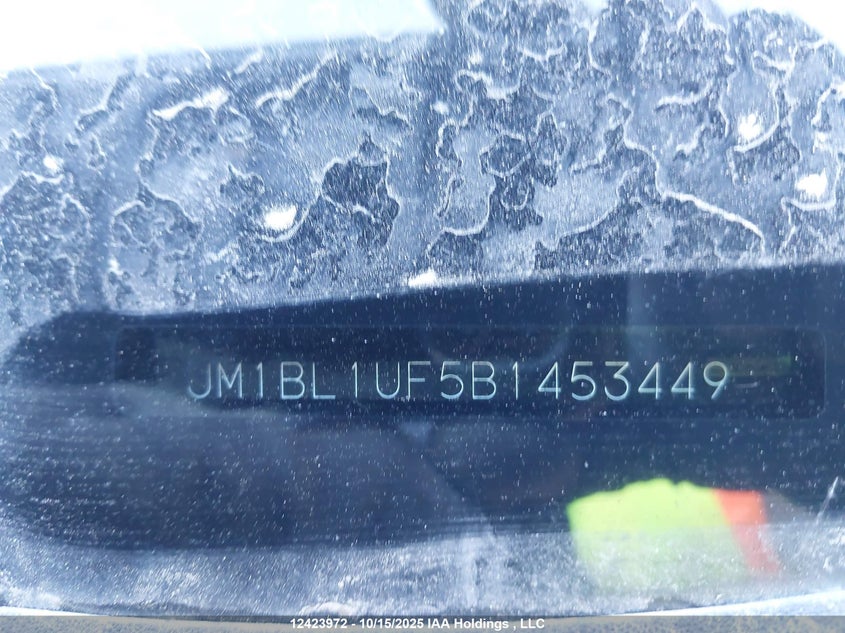 JM1BL1UF5B1453449
12423972 - 10/15/2025 IAA Holdings , LLC